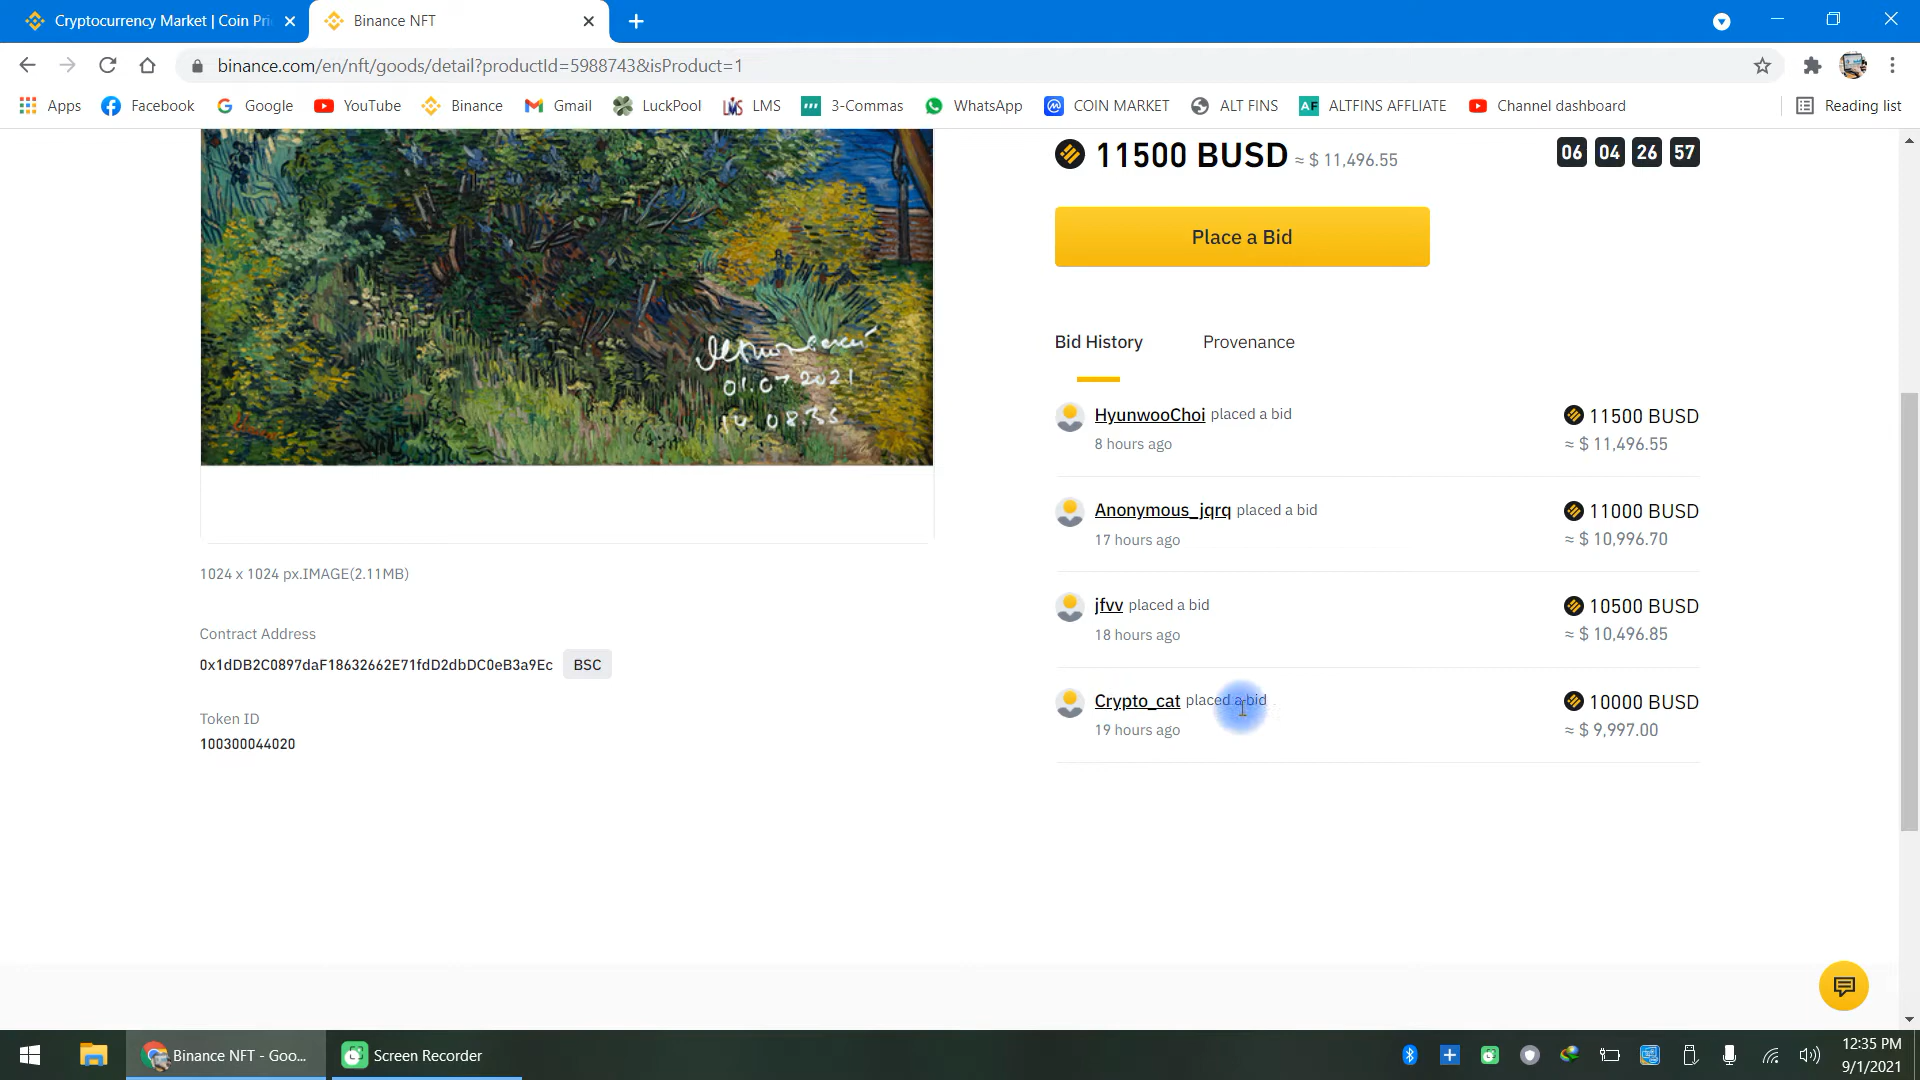 Cryptocurrency Market | Coin Pri
Binance NFT
binance.com/en/nft/goods/detail?productId=5988743&isProduct=1
Apps
Facebook
Google
YouTube
Binance
Gmail
LuckPool
LMS
3-Commas
WhatsApp
COIN MARKET
ALT FINS
ALTFINS AFFLIATE
Channel dashboard
Reading list
11500 BUSD ≈ $ 11,496.55
06 04 26 57
Place a Bid
Bid History
Provenance
HyunwooChoi placed a bid
11500 BUSD
8 hours ago
≈ $ 11,496.55
Anonymous_jqrq placed a bid
11000 BUSD
17 hours ago
≈ $ 10,996.70
jfvv placed a bid
10500 BUSD
18 hours ago
≈ $ 10,496.85
Crypto_cat placed a bid
10000 BUSD
19 hours ago
≈ $ 9,997.00
01.07 2021
14 08.35
1024 x 1024 px.IMAGE(2.11MB)
Contract Address
0x1dDB2C0897daF18632662E71fdD2dbDC0eB3a9Ec BSC
Token ID
100300044020
Binance NFT - Goo...
Screen Recorder
12:35 PM
9/1/2021